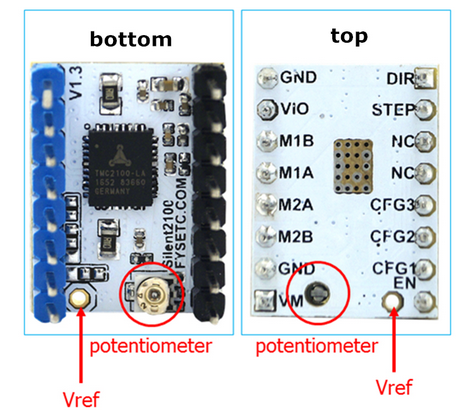 bottom
top
V1.3
TMC2100-LA
1652 83660
GERMANY
Silent2100
FYSETC.COM
GND
DIR
ViO
STEP
M1B
NC
M1A
NC
M2A
CFG3
M2B
CFG2
GND
CFG1
EN
VM
potentiometer
potentiometer
Vref
Vref